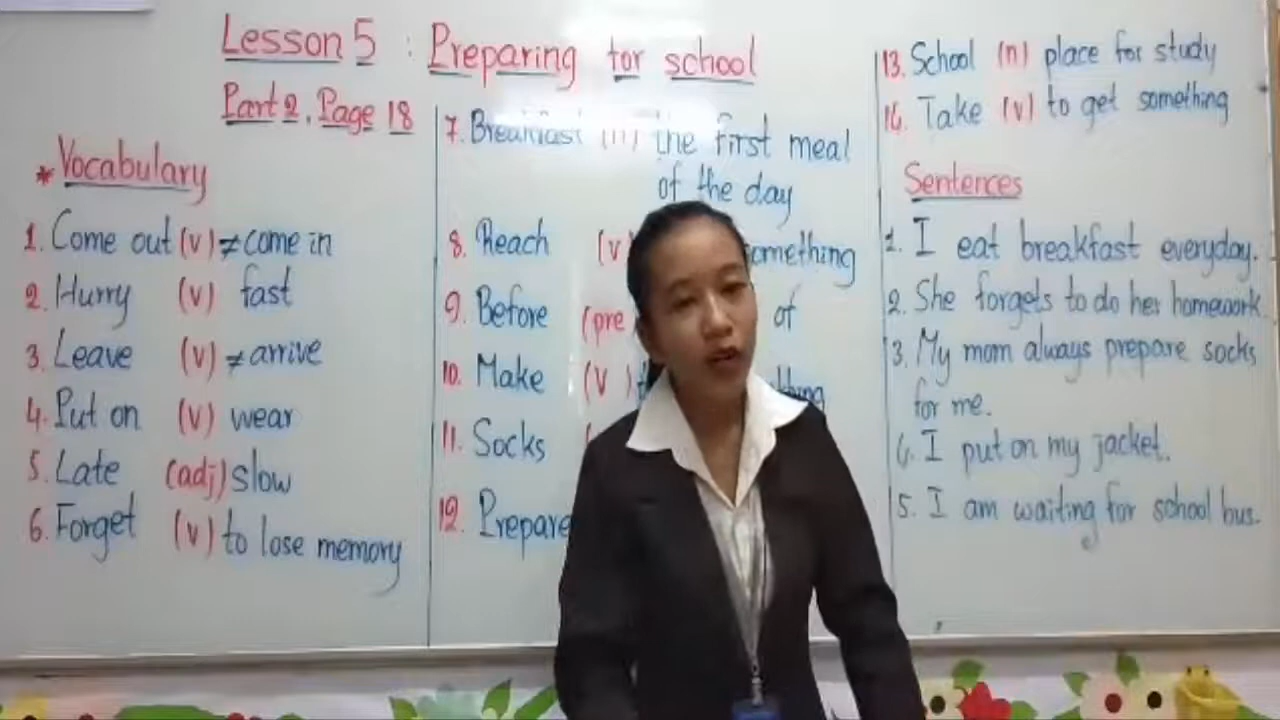 Lesson 5 : Preparing for school
Part 2, Page 18
* Vocabulary
1. Come out (v) ≠ come in
2. Hurry (v) fast
3. Leave (v) ≠ arrive
4. Put on (v) wear
5. Late (adj) slow
6. Forget (v) to lose memory
7. Breakfast (n) the first meal
of the day
8. Reach (v) something
9. Before (pre of
10. Make (v)
11. Socks
12. Prepare
13. School (n) place for study
14. Take (v) to get something
Sentences
1. I eat breakfast everyday.
2. She forgets to do her homework.
3. My mom always prepare socks
for me.
4. I put on my jacket.
5. I am waiting for school bus.